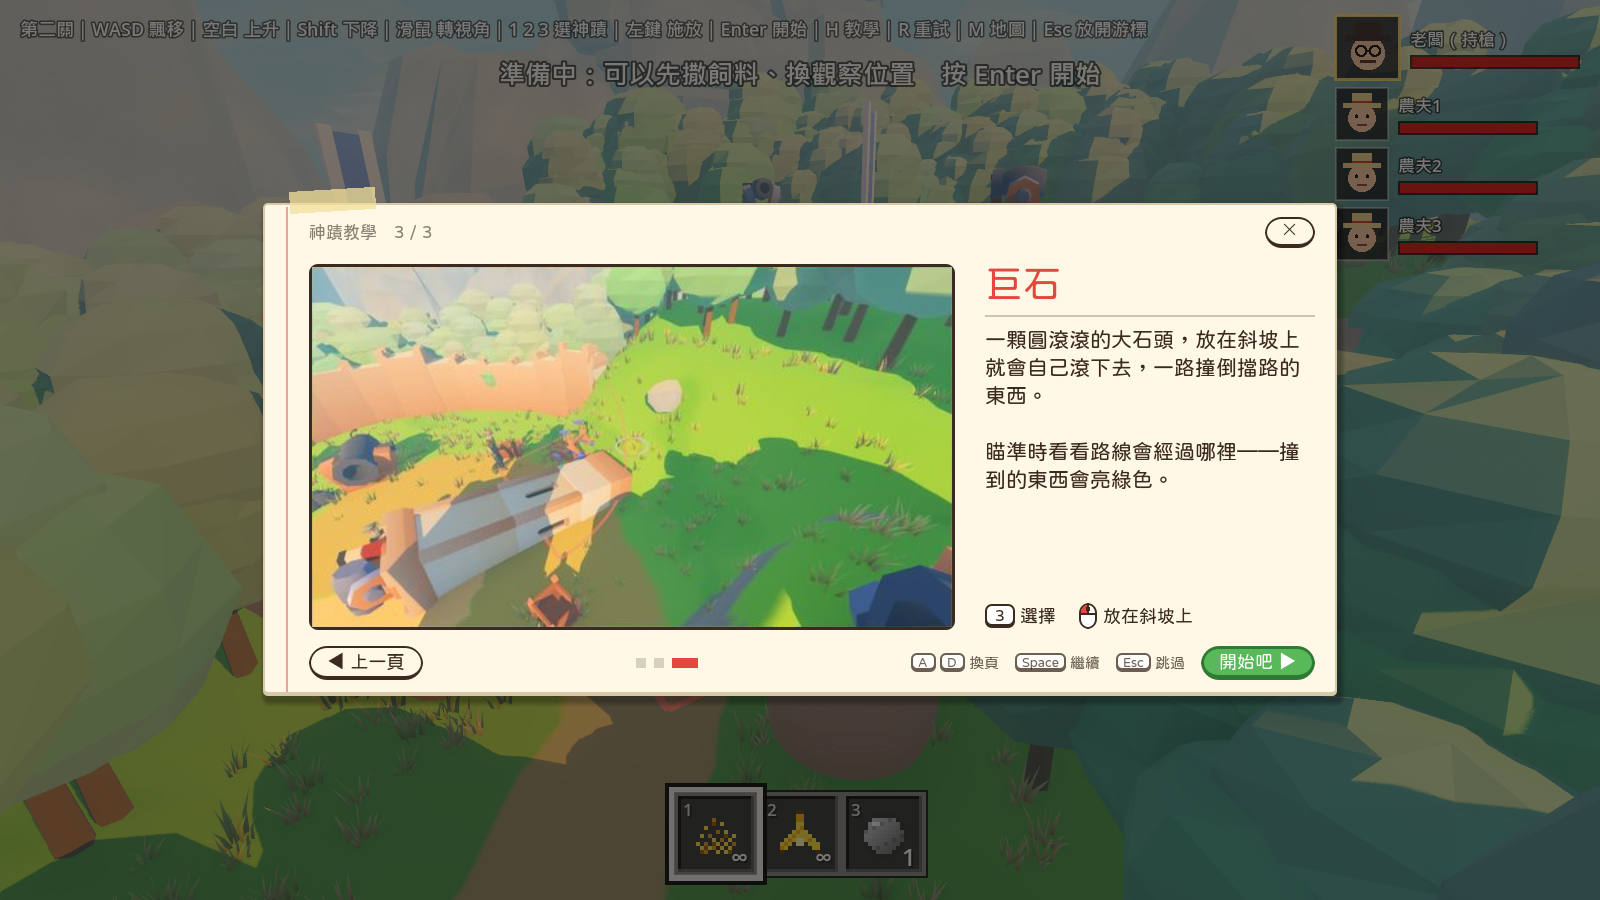 第二關 | WASD 飄移 | 空白 上升 | Shift 下降 | 滑鼠 轉視角 | 1 2 3 選神蹟 | 左鍵 施放 | Enter 開始 | H 教學 | R 重試 | M 地圖 | Esc 放開游標
準備中：可以先撒飼料、換觀察位置　按 Enter 開始
老闆（持槍）
農夫1
農夫2
農夫3
神蹟教學　3 / 3
巨石
一顆圓滾滾的大石頭，放在斜坡上
就會自己滾下去，一路撞倒擋路的
東西。
瞄準時看看路線會經過哪裡——撞
到的東西會亮綠色。
3 選擇　放在斜坡上
◀ 上一頁
A D 換頁　Space 繼續　Esc 跳過
開始吧 ▶
1 ∞
2 ∞
3 1